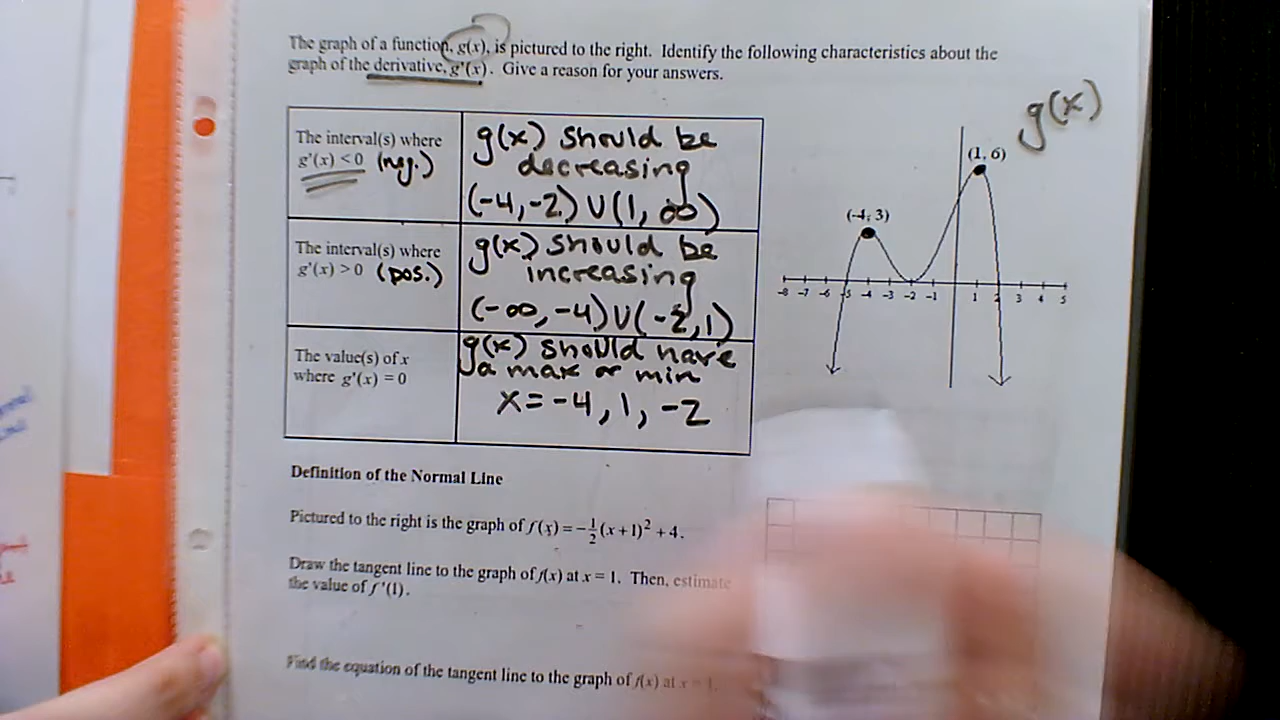 The graph of a function, g(x), is pictured to the right. Identify the following characteristics about the
graph of the derivative, g'(x). Give a reason for your answers.
g(x)
The interval(s) where
g'(x) < 0 (neg.)
g(x) should be
decreasing
(-4,-2) U (1, ∞)
The interval(s) where
g'(x) > 0 (pos.)
g(x) should be
increasing
(-∞, -4) U (-2, 1)
The value(s) of x
where g'(x) = 0
g(x) should have
a max or min
x = -4, 1, -2
(1, 6)
(-4, 3)
-8 -7 -6 -5 -4 -3 -2 -1 1 2 3 4 5
Definition of the Normal Line
Pictured to the right is the graph of f(x) = -1/2(x+1)² + 4.
Draw the tangent line to the graph of f(x) at x = 1. Then, estimate
the value of f'(1).
Find the equation of the tangent line to the graph of f(x) at x = 1.